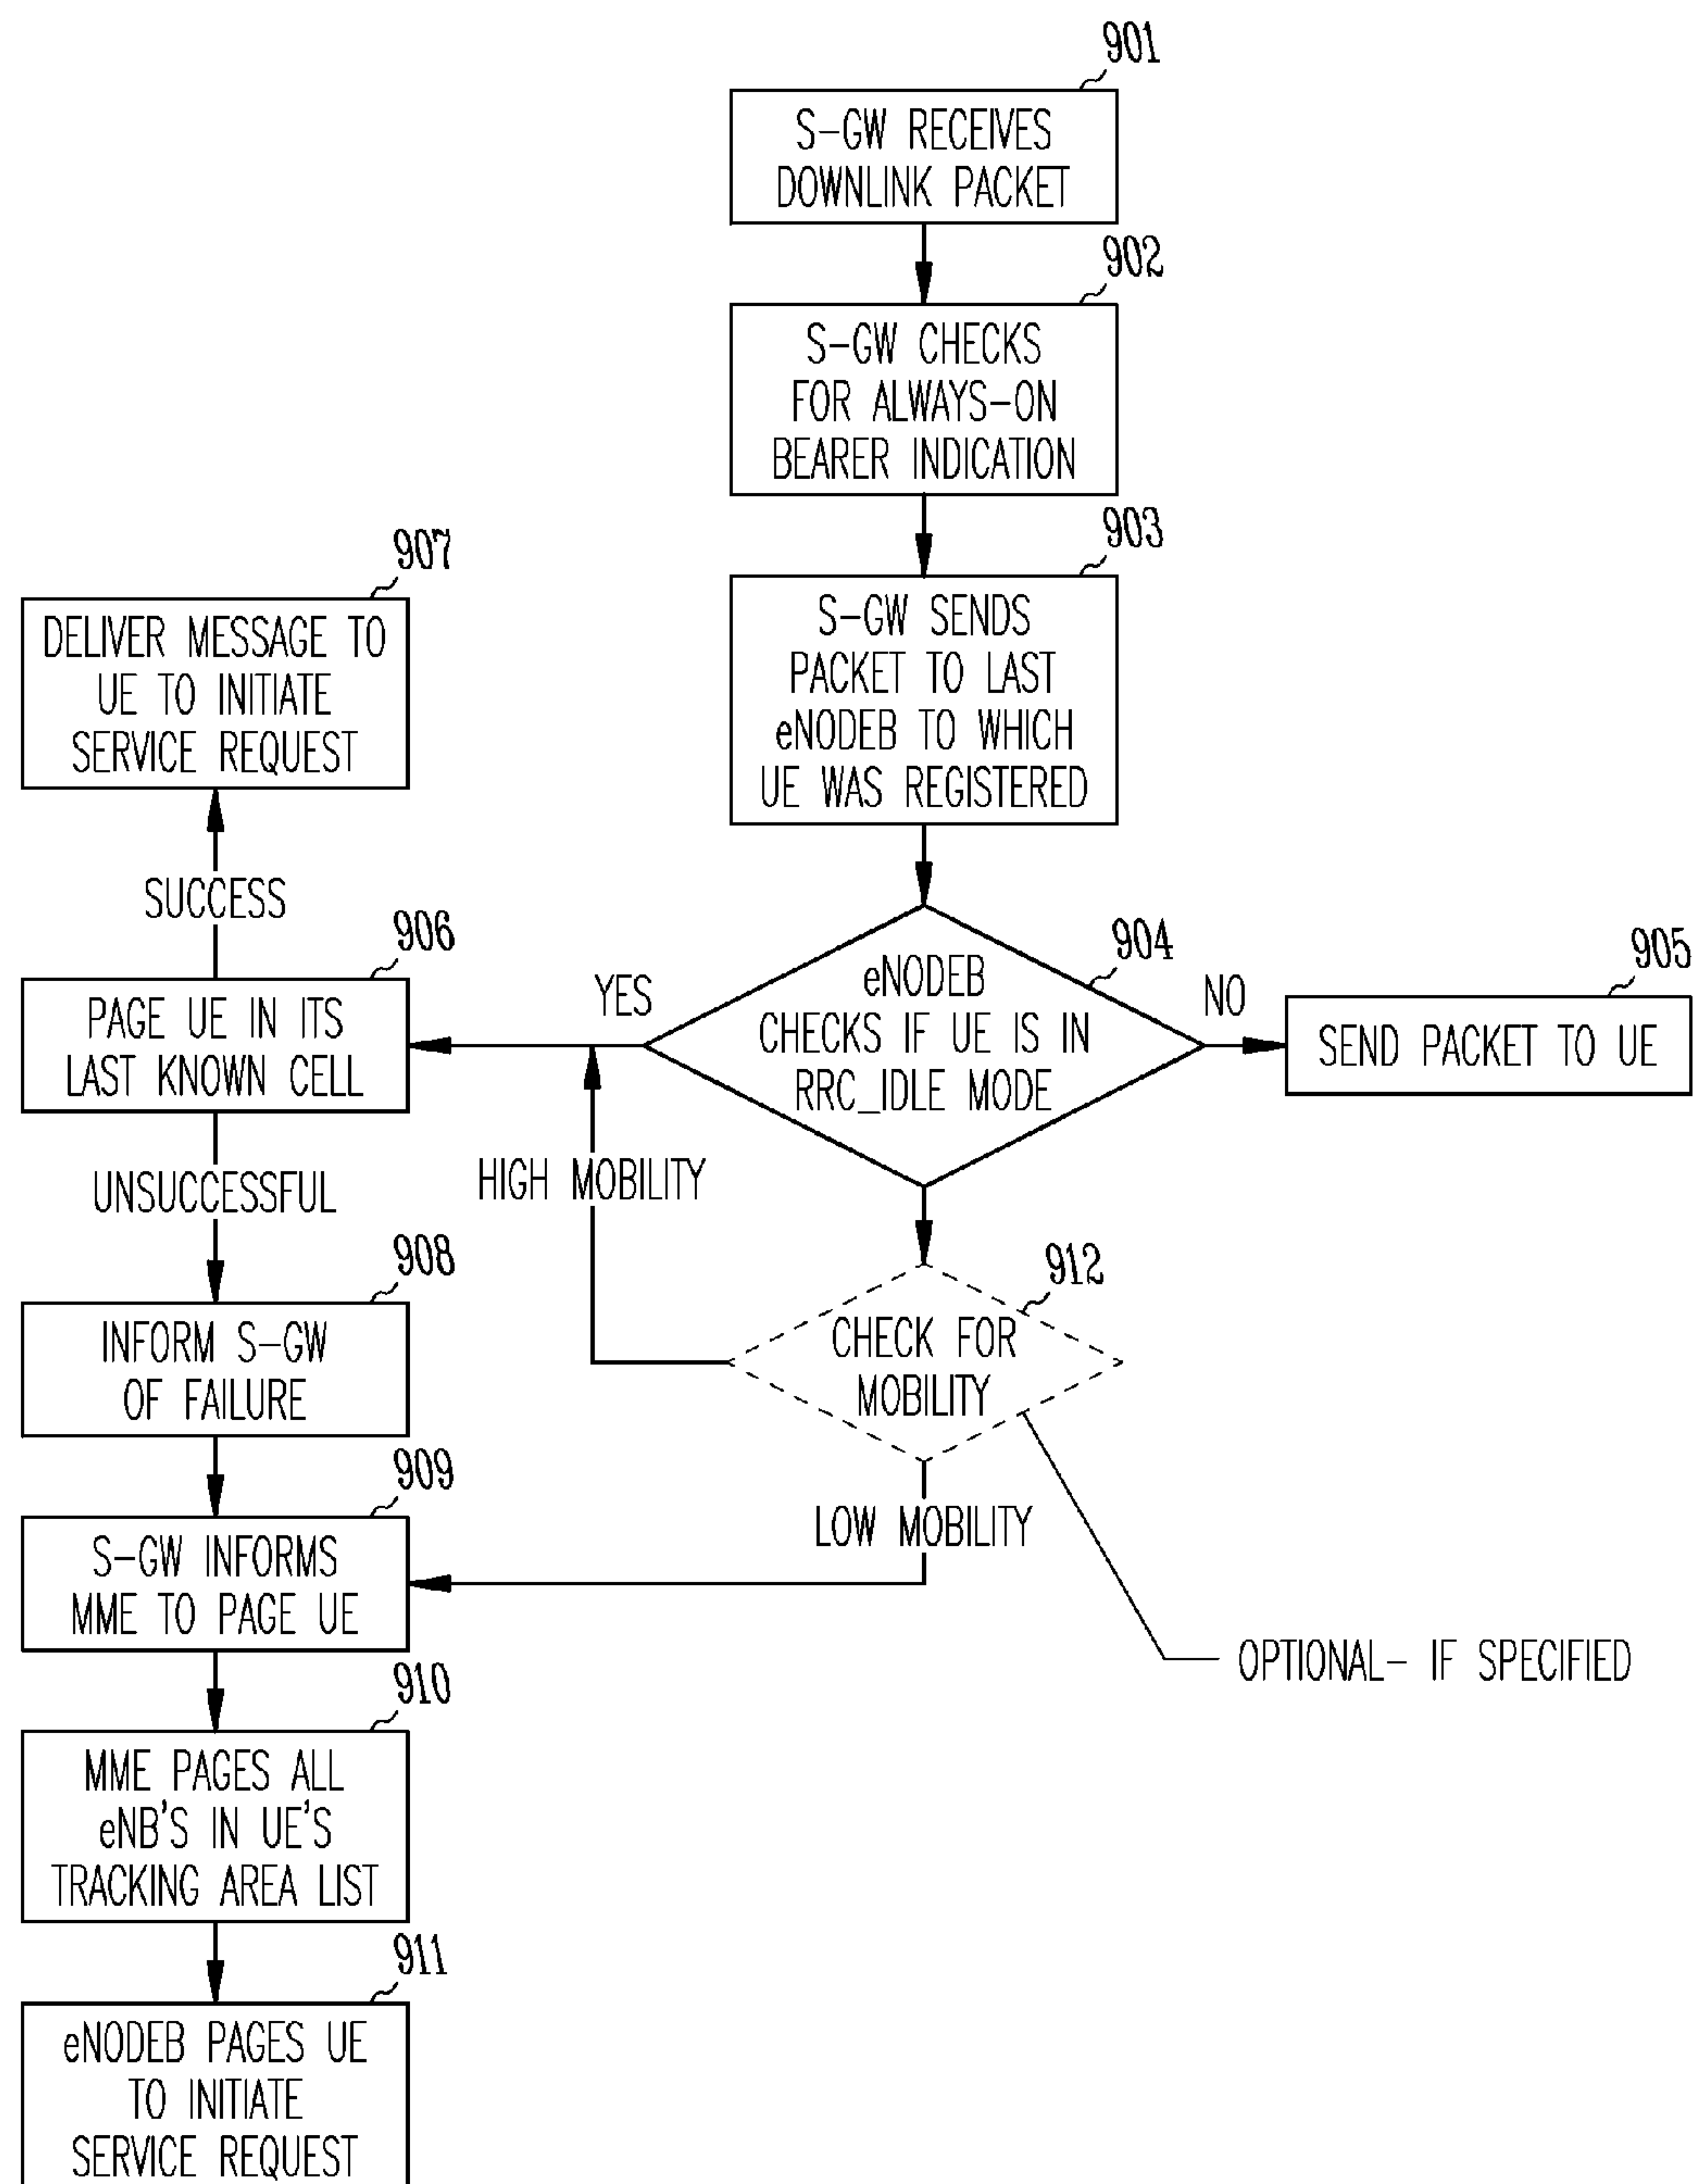 901
S-GW RECEIVES
DOWNLINK PACKET
902
S-GW CHECKS
FOR ALWAYS-ON
BEARER INDICATION
903
S-GW SENDS
PACKET TO LAST
eNODEB TO WHICH
UE WAS REGISTERED
904
eNODEB
CHECKS IF UE IS IN
RRC_IDLE MODE
NO
905
SEND PACKET TO UE
YES
906
PAGE UE IN ITS
LAST KNOWN CELL
SUCCESS
907
DELIVER MESSAGE TO
UE TO INITIATE
SERVICE REQUEST
UNSUCCESSFUL
908
INFORM S-GW
OF FAILURE
909
S-GW INFORMS
MME TO PAGE UE
910
MME PAGES ALL
eNB'S IN UE'S
TRACKING AREA LIST
911
eNODEB PAGES UE
TO INITIATE
SERVICE REQUEST
HIGH MOBILITY
912
CHECK FOR
MOBILITY
LOW MOBILITY
OPTIONAL- IF SPECIFIED